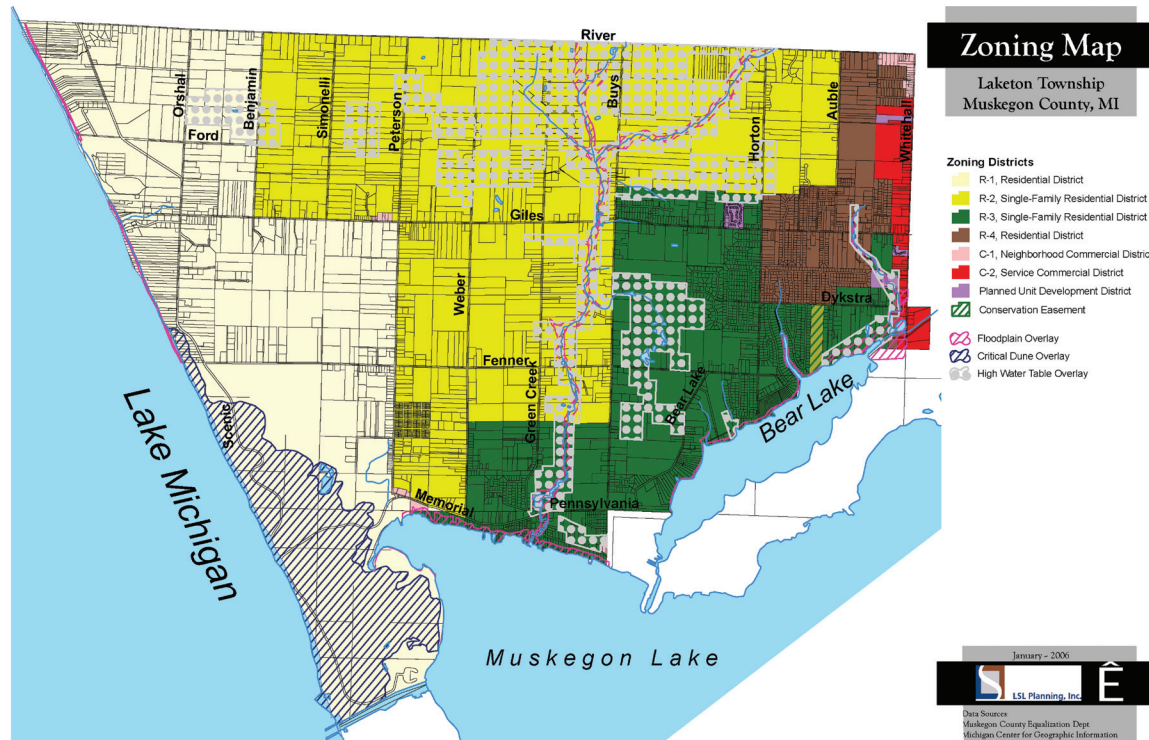 Zoning Map
Laketon Township
Muskegon County, MI
River
Orshal
Benjamin
Simonelli
Peterson
Buys
Horton
Auble
Whitehall
Ford
Giles
Weber
Dykstra
Fenner
Green Creek
Bear Lake
Bear Lake
Scenic
Lake Michigan
Memorial
Pennsylvania
Muskegon Lake
Zoning Districts
R-1, Residential District
R-2, Single-Family Residential District
R-3, Single-Family Residential District
R-4, Residential District
C-1, Neighborhood Commercial Distric
C-2, Service Commercial District
Planned Unit Development District
Conservation Easement
Floodplain Overlay
Critical Dune Overlay
High Water Table Overlay
January - 2006
LSL Planning, Inc.
Ê
Data Sources
Muskegon County Equalization Dept
Michigan Center for Geographic Information